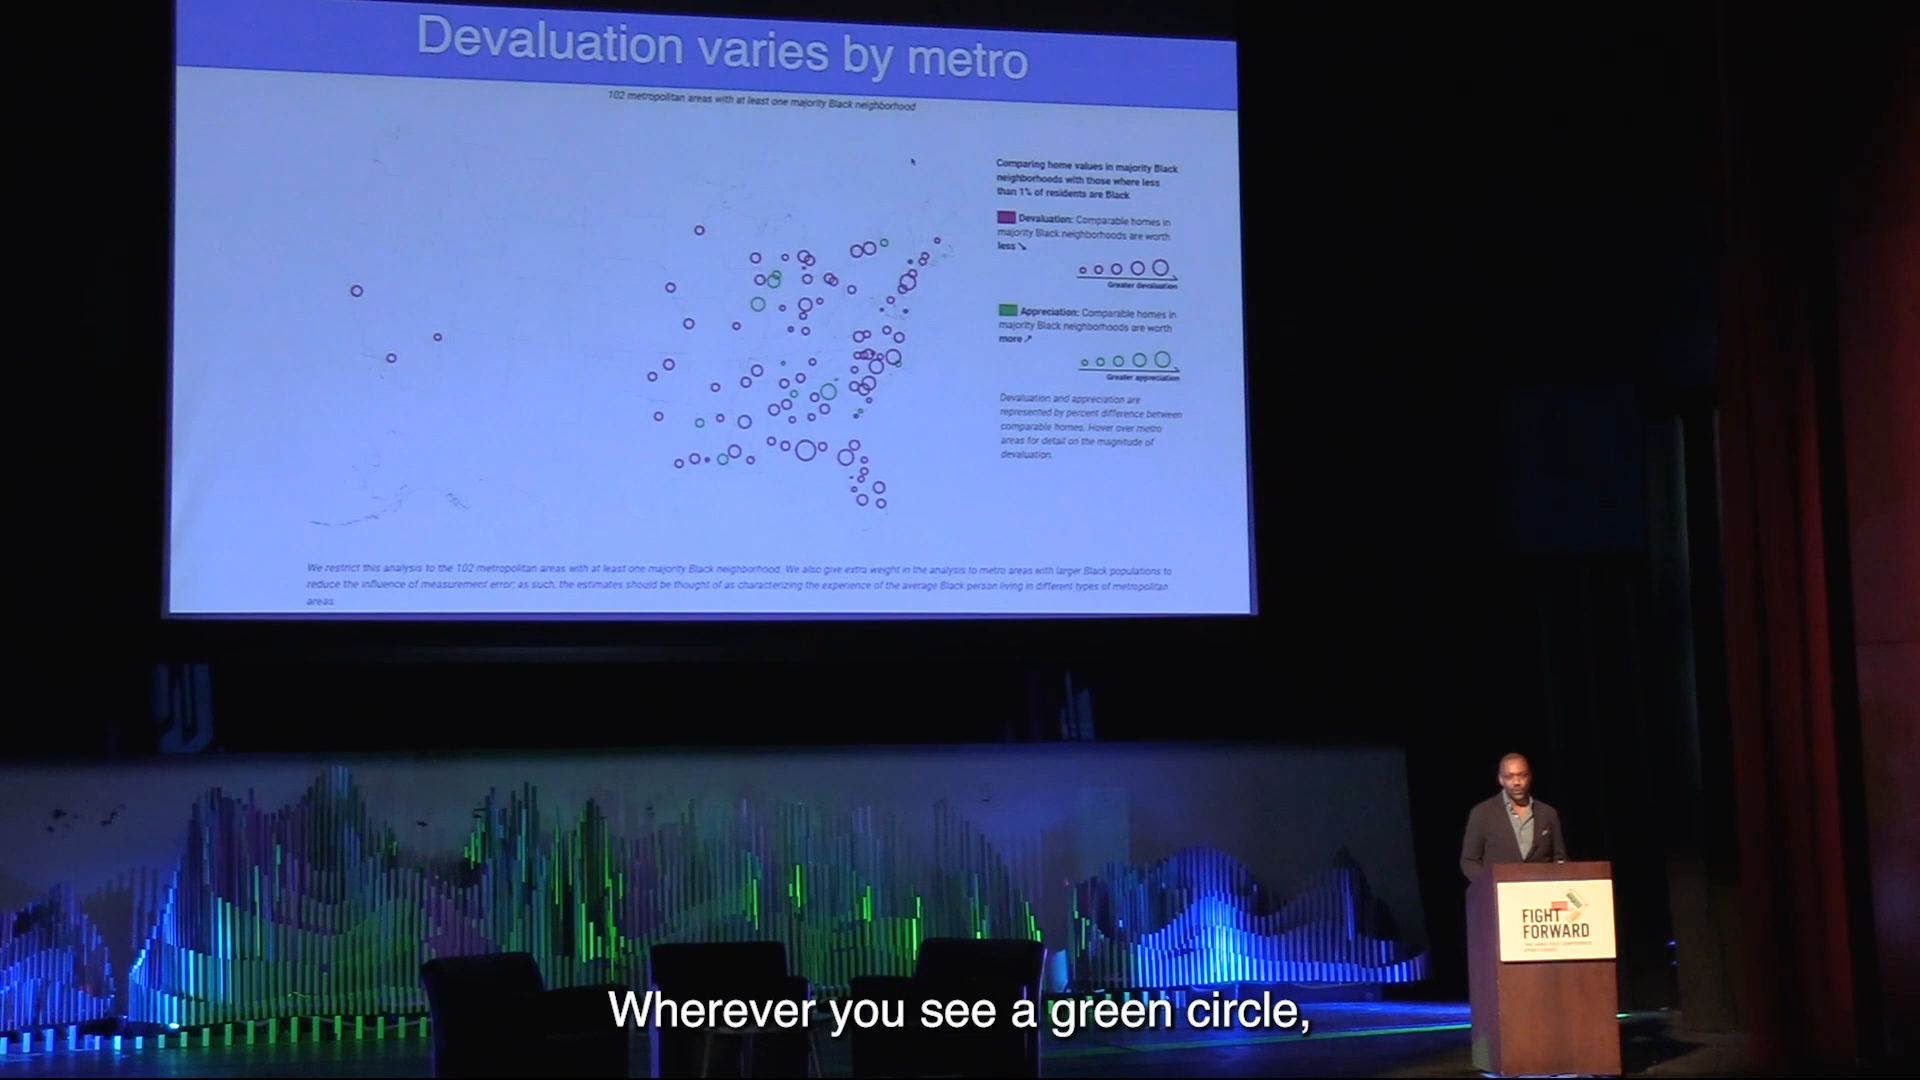 Devaluation varies by metro
102 metropolitan areas with at least one majority Black neighborhood
Comparing home values in majority Black
neighborhoods with those where less
than 1% of residents are Black
Devaluation: Comparable homes in
majority Black neighborhoods are worth
less ↘
Greater devaluation
Appreciation: Comparable homes in
majority Black neighborhoods are worth
more ↗
Greater appreciation
Devaluation and appreciation are
represented by percent difference between
comparable homes. Hover over metro
areas for detail on the magnitude of
devaluation.
We restrict this analysis to the 102 metropolitan areas with at least one majority Black neighborhood. We also give extra weight in the analysis to metro areas with larger Black populations to
reduce the influence of measurement error; as such, the estimates should be thought of as characterizing the experience of the average Black person living in different types of metropolitan
areas.
FIGHT
FORWARD
Wherever you see a green circle,